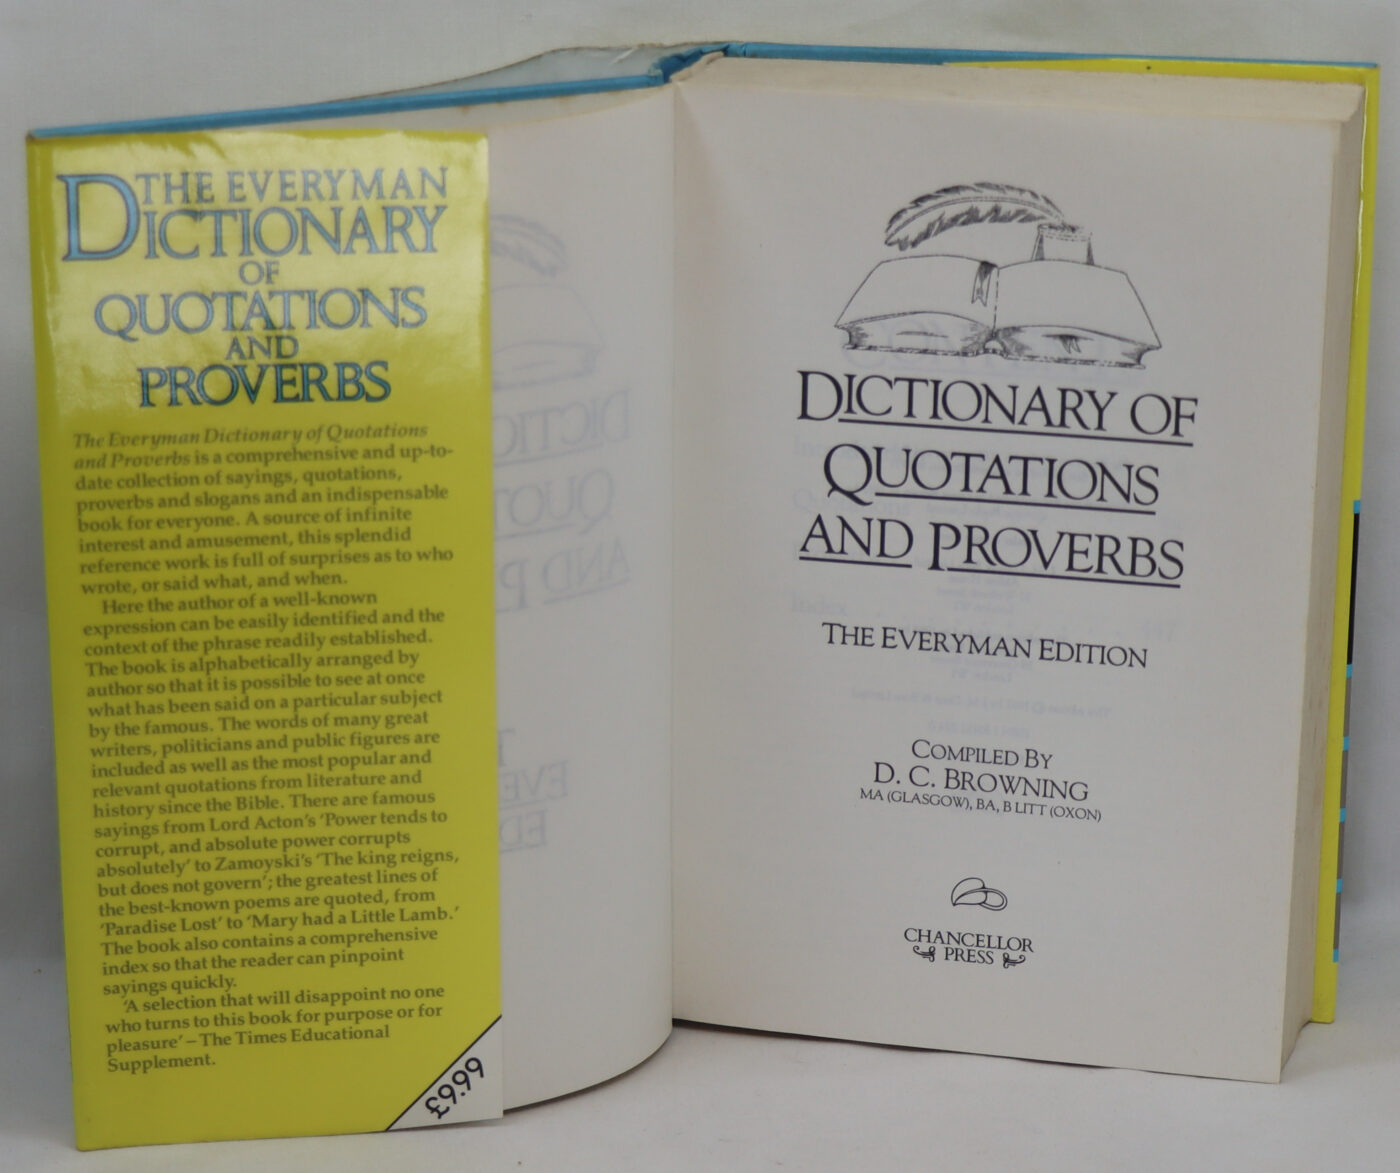 THE EVERYMAN
DICTIONARY
OF
QUOTATIONS
AND
PROVERBS
The Everyman Dictionary of Quotations
and Proverbs is a comprehensive and up-to-
date collection of sayings, quotations,
proverbs and slogans and an indispensable
book for everyone. A source of infinite
interest and amusement, this splendid
reference work is full of surprises as to who
wrote, or said what, and when.
Here the author of a well-known
expression can be easily identified and the
context of the phrase readily established.
The book is alphabetically arranged by
author so that it is possible to see at once
what has been said on a particular subject
by the famous. The words of many great
writers, politicians and public figures are
included as well as the most popular and
relevant quotations from literature and
history since the Bible. There are famous
sayings from Lord Acton's 'Power tends to
corrupt, and absolute power corrupts
absolutely' to Zamoyski's 'The king reigns,
but does not govern'; the greatest lines of
the best-known poems are quoted, from
'Paradise Lost' to 'Mary had a Little Lamb.'
The book also contains a comprehensive
index so that the reader can pinpoint
sayings quickly.
'A selection that will disappoint no one
who turns to this book for purpose or for
pleasure' – The Times Educational
Supplement.
£9.99
DICTIONARY OF
QUOTATIONS
AND PROVERBS
THE EVERYMAN EDITION
COMPILED BY
D. C. BROWNING
MA (GLASGOW), BA, B LITT (OXON)
CHANCELLOR
PRESS